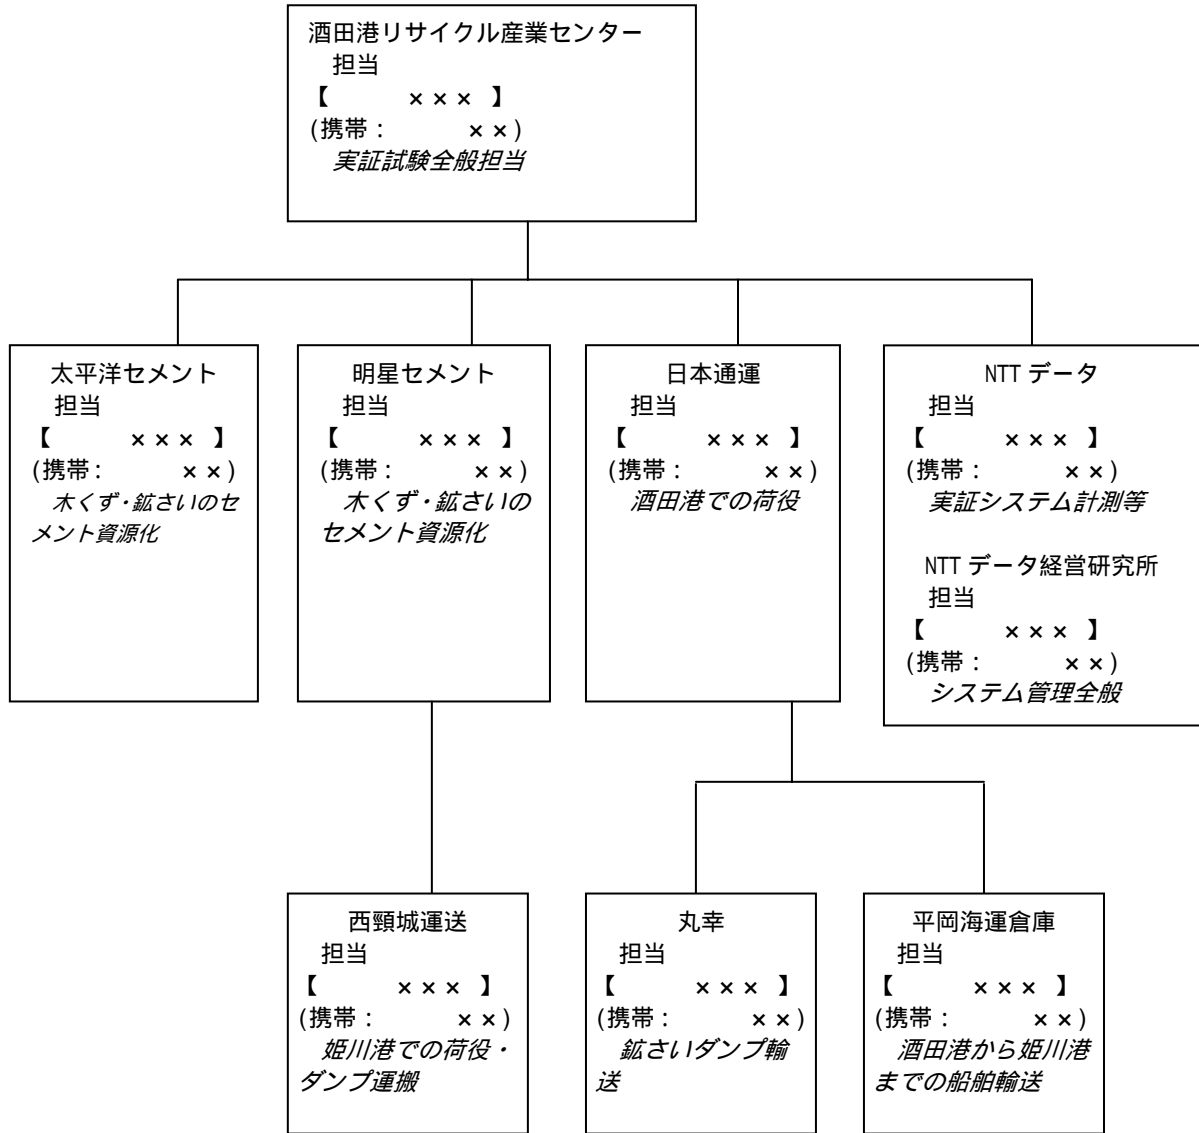 酒田港リサイクル産業センター
担当
【　　　×××　】
(携帯：　　　××)
実証試験全般担当
太平洋セメント
担当
【　　　×××　】
(携帯：　　　××)
木くず・鉱さいのセ
メント資源化
明星セメント
担当
【　　　×××　】
(携帯：　　　××)
木くず・鉱さいの
セメント資源化
日本通運
担当
【　　　×××　】
(携帯：　　　××)
酒田港での荷役
NTT データ
担当
【　　　×××　】
(携帯：　　　××)
実証システム計測等
NTT データ経営研究所
担当
【　　　×××　】
(携帯：　　　××)
システム管理全般
西頸城運送
担当
【　　　×××　】
(携帯：　　　××)
姫川港での荷役・
ダンプ運搬
丸幸
担当
【　　　×××　】
(携帯：　　　××)
鉱さいダンプ輸
送
平岡海運倉庫
担当
【　　　×××　】
(携帯：　　　××)
酒田港から姫川港
までの船舶輸送